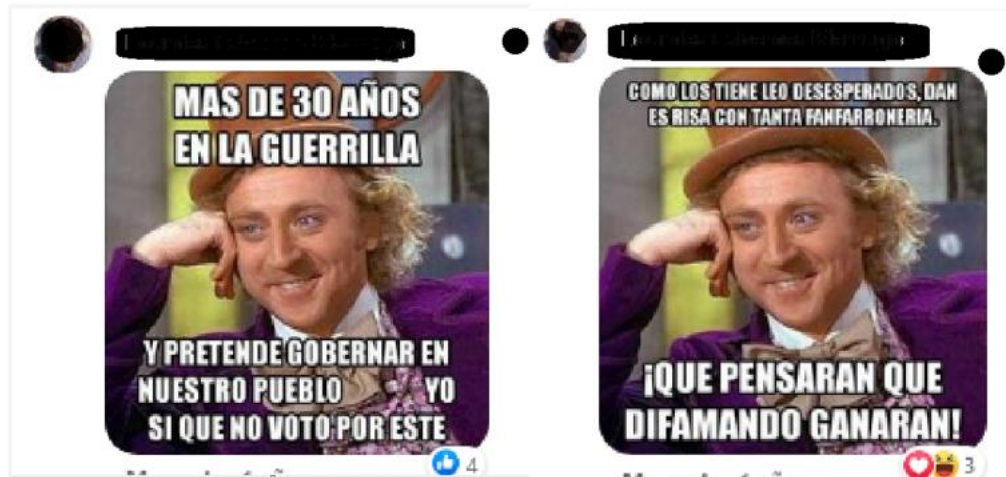 MAS DE 30 AÑOS
EN LA GUERRILLA
Y PRETENDE GOBERNAR EN
NUESTRO PUEBLO YO
SI QUE NO VOTO POR ESTE
4
COMO LOS TIENE LEO DESESPERADOS, DAN
ES RISA CON TANTA FANFARRONERIA.
¡QUE PENSARAN QUE
DIFAMANDO GANARAN!
3